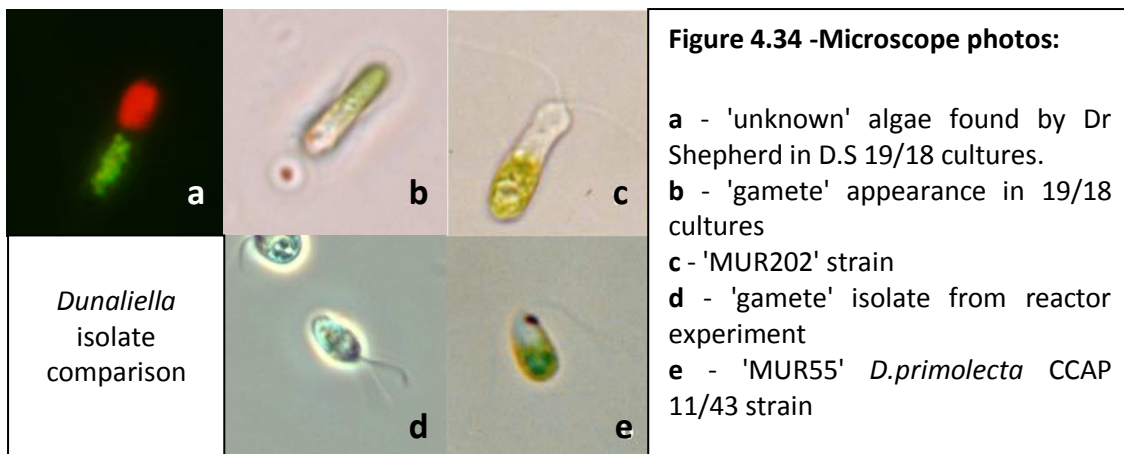 a
b
c
Dunaliella
isolate
comparison
d
e
Figure 4.34 -Microscope photos:
a - 'unknown' algae found by Dr
Shepherd in D.S 19/18 cultures.
b - 'gamete' appearance in 19/18
cultures
c - 'MUR202' strain
d - 'gamete' isolate from reactor
experiment
e - 'MUR55' D.primolecta CCAP
11/43 strain